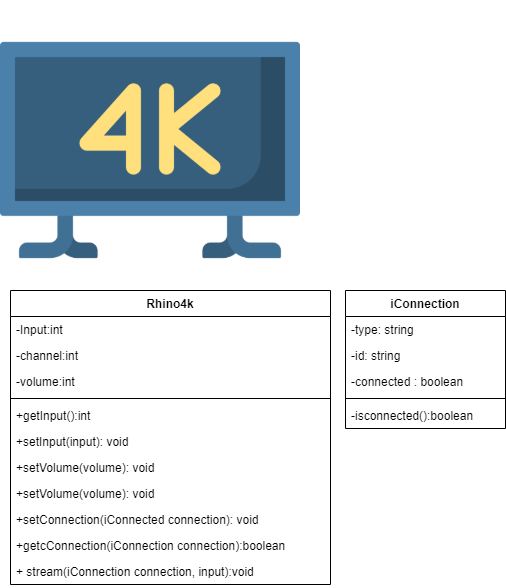 4K
Rhino4k
-Input:int
-channel:int
-volume:int
+getInput():int
+setInput(input): void
+setVolume(volume): void
+setVolume(volume): void
+setConnection(iConnected connection): void
+getcConnection(iConnection connection):boolean
+ stream(iConnection connection, input):void
iConnection
-type: string
-id: string
-connected : boolean
-isconnected():boolean